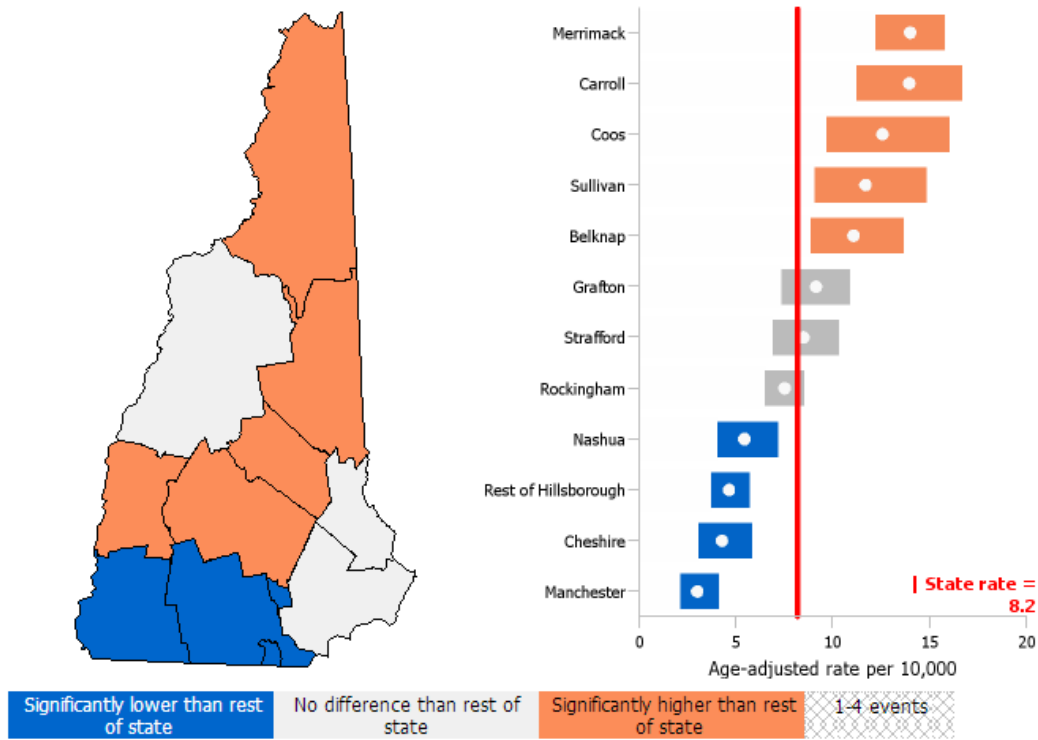 Merrimack
Carroll
Coos
Sullivan
Belknap
Grafton
Strafford
Rockingham
Nashua
Rest of Hillsborough
Cheshire
Manchester
| State rate =
8.2
0 5 10 15 20
Age-adjusted rate per 10,000
Significantly lower than rest
of state
No difference than rest of
state
Significantly higher than rest
of state
1-4 events